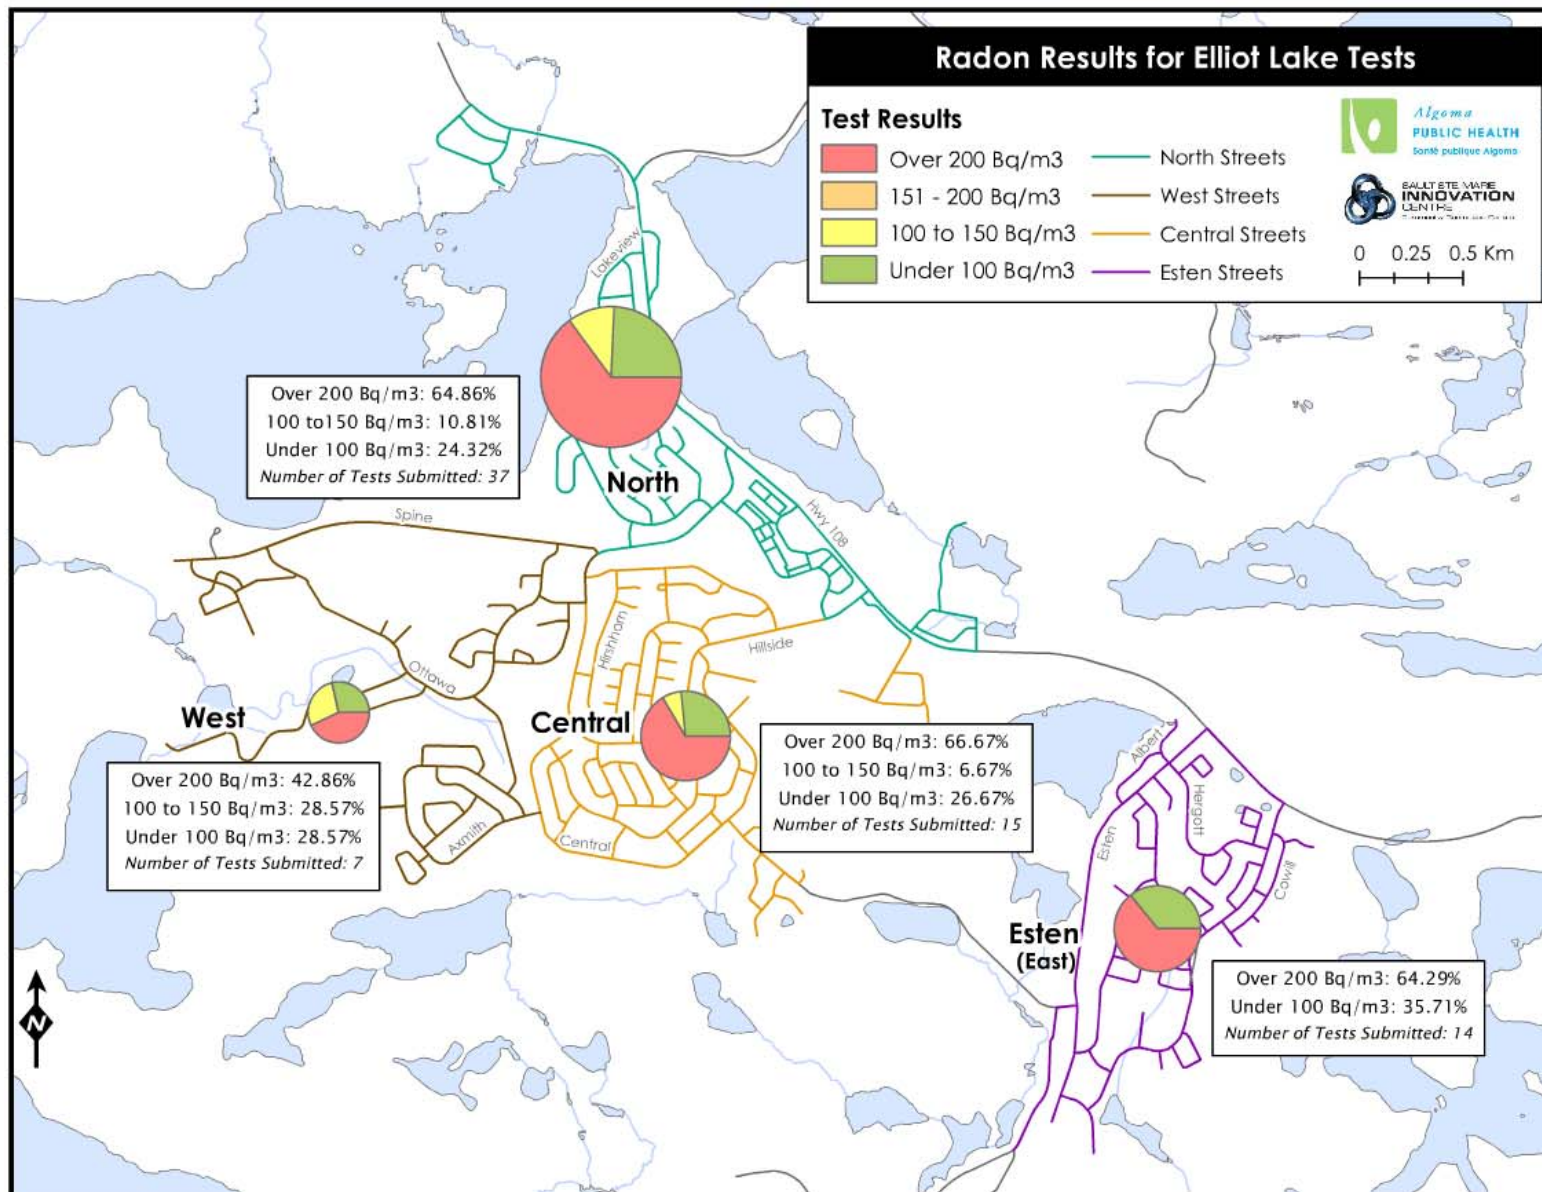 Radon Results for Elliot Lake Tests
Test Results
Over 200 Bq/m3
151 - 200 Bq/m3
100 to 150 Bq/m3
Under 100 Bq/m3
North Streets
West Streets
Central Streets
Esten Streets
Algoma
PUBLIC HEALTH
Santé publique Algoma
SAULT STE MARIE
INNOVATION
CENTRE
0 0.25 0.5 Km
Lakeview
Over 200 Bq/m3: 64.86%
100 to150 Bq/m3: 10.81%
Under 100 Bq/m3: 24.32%
Number of Tests Submitted: 37
North
Hwy 108
Spine
Hirshham
Hillside
Ottawa
West
Central
Over 200 Bq/m3: 42.86%
100 to 150 Bq/m3: 28.57%
Under 100 Bq/m3: 28.57%
Number of Tests Submitted: 7
Over 200 Bq/m3: 66.67%
100 to 150 Bq/m3: 6.67%
Under 100 Bq/m3: 26.67%
Number of Tests Submitted: 15
Axmith
Central
Albert
Hergott
Esten
Cowill
Esten
(East)
Over 200 Bq/m3: 64.29%
Under 100 Bq/m3: 35.71%
Number of Tests Submitted: 14
N